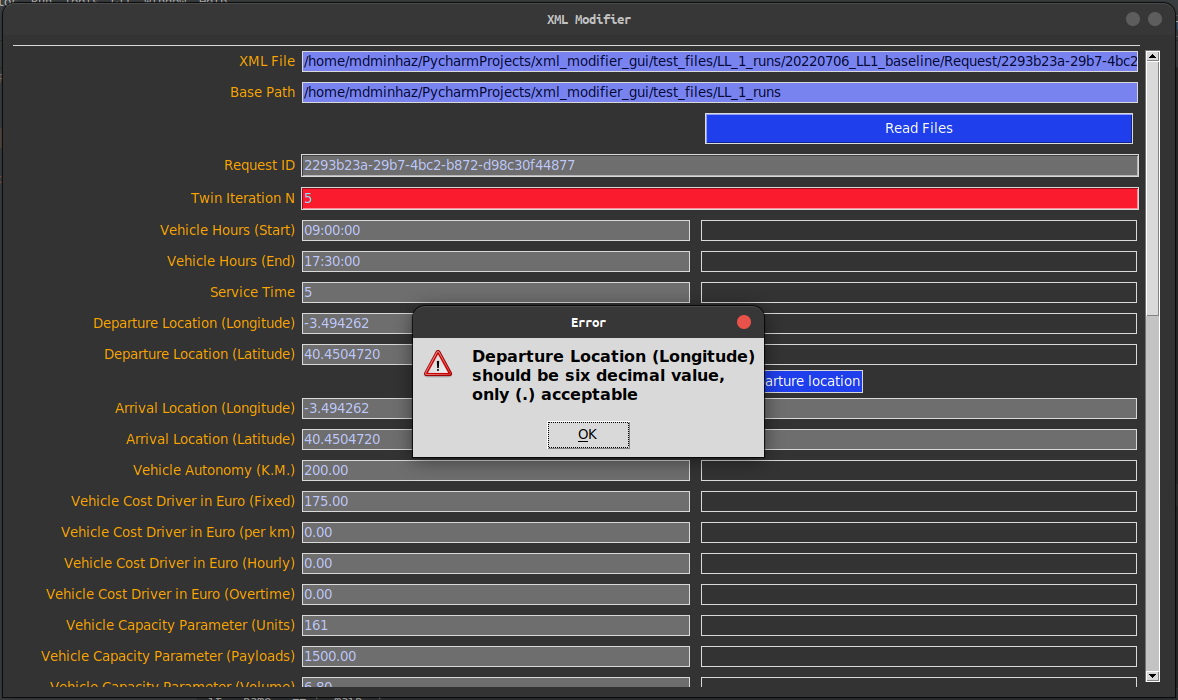 XML Modifier
XML File /home/mdminhaz/PycharmProjects/xml_modifier_gui/test_files/LL_1_runs/20220706_LL1_baseline/Request/2293b23a-29b7-4bc2
Base Path /home/mdminhaz/PycharmProjects/xml_modifier_gui/test_files/LL_1_runs
Read Files
Request ID 2293b23a-29b7-4bc2-b872-d98c30f44877
Twin Iteration N 5
Vehicle Hours (Start) 09:00:00
Vehicle Hours (End) 17:30:00
Service Time 5
Departure Location (Longitude) -3.494262
Departure Location (Latitude) 40.4504720
arture location
Arrival Location (Longitude) -3.494262
Arrival Location (Latitude) 40.4504720
Vehicle Autonomy (K.M.) 200.00
Vehicle Cost Driver in Euro (Fixed) 175.00
Vehicle Cost Driver in Euro (per km) 0.00
Vehicle Cost Driver in Euro (Hourly) 0.00
Vehicle Cost Driver in Euro (Overtime) 0.00
Vehicle Capacity Parameter (Units) 161
Vehicle Capacity Parameter (Payloads) 1500.00
Vehicle Capacity Parameter (Volume) 6.80
Error
Departure Location (Longitude)
should be six decimal value,
only (.) acceptable
OK